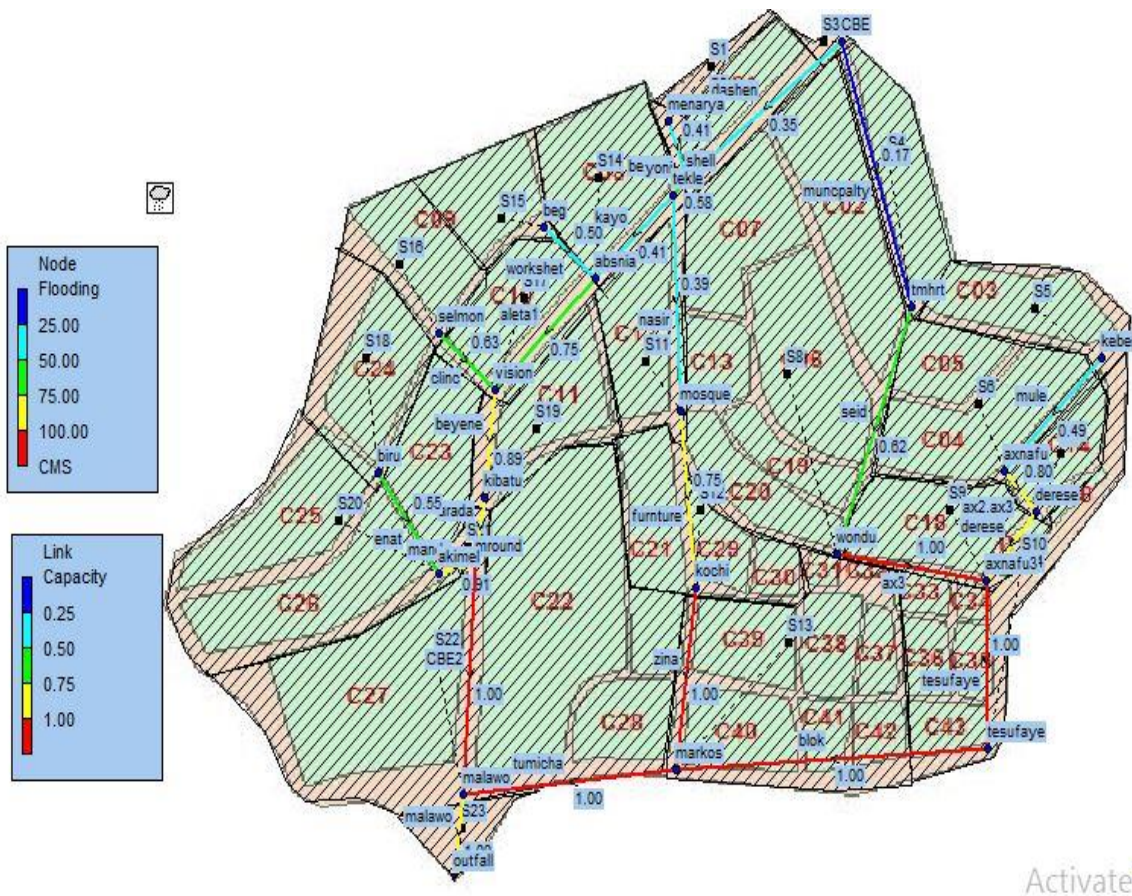 Node
Flooding
25.00
50.00
75.00
100.00
CMS
Link
Capacity
0.25
0.50
0.75
1.00
S3 CBE
S1
dashen
menarya
0.41
0.35
S4
0.17
shell
S14
tekle
0.58
muncpalty
C02
C07
S15
beg
kayo
C09
0.50
0.41
absnia
S16
workshet
S17
aleta1
0.39
tmhrt
C03
S5
selmon
nasir
S11
C13
kebe
S18
0.63
0.75
S8
C05
C24
clinc
vision
C11
mosque
S6
mule
beyene
S19
seid
C04
0.49
C23
0.62
biru
0.89
axnafu
0.80
C25
S20
0.55
kibatu
0.75
S12
C20
S9
C18
ax2.ax3
derese
derese
enat
furnture
wondu
S10
akimel
mround
C21
C29
1.00
axnafu34
0.91
kochi
C30
ax3
C33
C26
C22
S22
CBE2
C39
S13
C38
C37
C36
1.00
zina
tesufaye
C27
1.00
1.00
C28
C40
C41
C42
C43
tesufaye
blok
malawo
tumicha
markos
1.00
1.00
malawo
S23
outfall
Activate